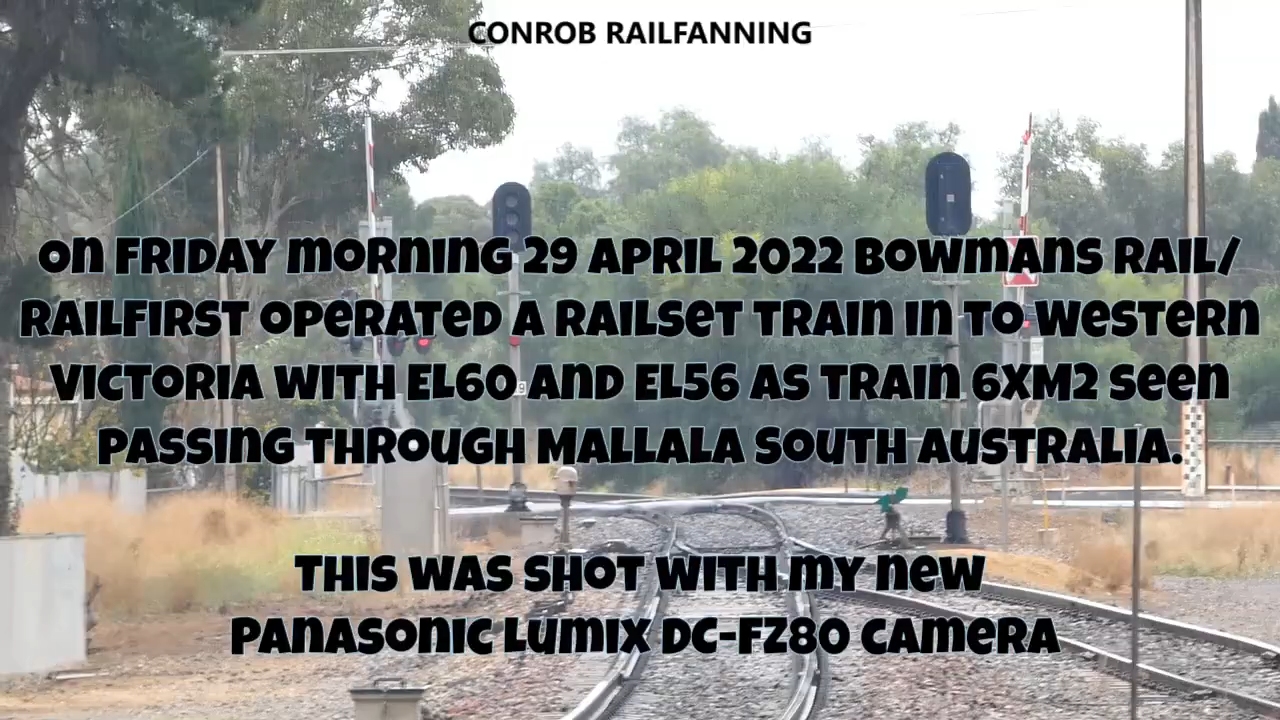 CONROB RAILFANNING
on Friday morning 29 April 2022 Bowmans Rail/
Railfirst operated a railset train in to Western
Victoria with EL60 and EL56 as train 6XM2 seen
passing through Mallala South Australia.
This was shot with my new
Panasonic Lumix DC-FZ80 camera